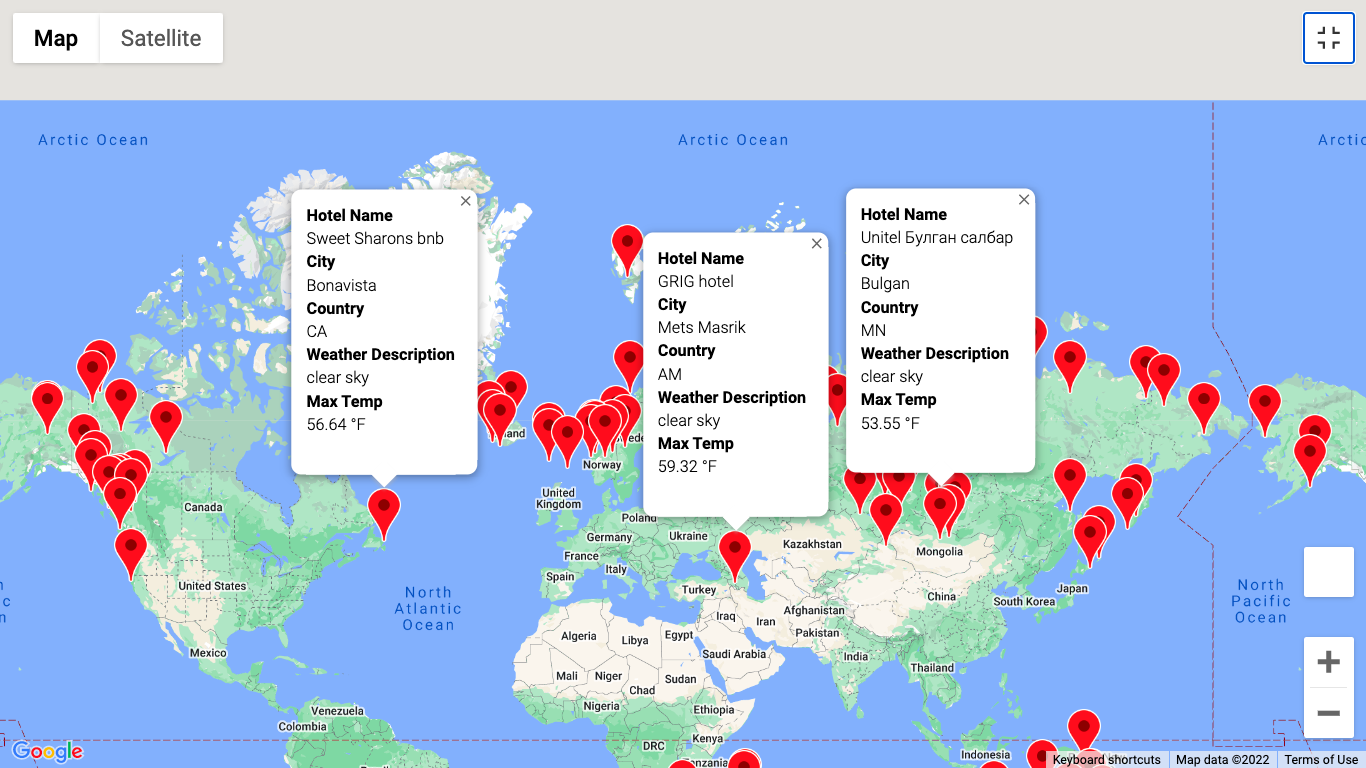 Map
Satellite
Arctic Ocean
Arctic Ocean
Hotel Name
Sweet Sharons bnb
City
Bonavista
Country
CA
Weather Description
clear sky
Max Temp
56.64 °F
Hotel Name
GRIG hotel
City
Mets Masrik
Country
AM
Weather Description
clear sky
Max Temp
59.32 °F
Hotel Name
Unitel Булган салбар
City
Bulgan
Country
MN
Weather Description
clear sky
Max Temp
53.55 °F
Norway
United
Kingdom
Poland
Germany
Ukraine
France
Italy
Spain
Turkey
Kazakhstan
Mongolia
Canada
United States
Mexico
North
Atlantic
Ocean
Algeria
Libya
Egypt
Iraq
Iran
Afghanistan
Pakistan
Saudi Arabia
India
China
South Korea
Japan
Thailand
Mali
Niger
Chad
Sudan
Nigeria
Ethiopia
Kenya
DRC
Venezuela
Colombia
Indonesia
North
Pacific
Ocean
Google
Keyboard shortcuts
Map data ©2022
Terms of Use